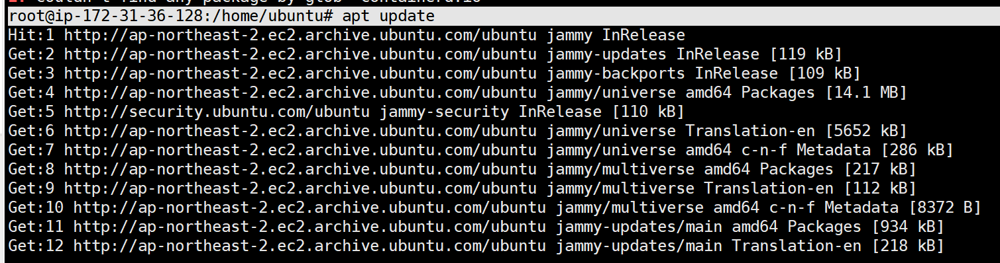 Couldn't find any package by glob 'containerd.io'
root@ip-172-31-36-128:/home/ubuntu# apt update
Hit:1 http://ap-northeast-2.ec2.archive.ubuntu.com/ubuntu jammy InRelease
Get:2 http://ap-northeast-2.ec2.archive.ubuntu.com/ubuntu jammy-updates InRelease [119 kB]
Get:3 http://ap-northeast-2.ec2.archive.ubuntu.com/ubuntu jammy-backports InRelease [109 kB]
Get:4 http://ap-northeast-2.ec2.archive.ubuntu.com/ubuntu jammy/universe amd64 Packages [14.1 MB]
Get:5 http://security.ubuntu.com/ubuntu jammy-security InRelease [110 kB]
Get:6 http://ap-northeast-2.ec2.archive.ubuntu.com/ubuntu jammy/universe Translation-en [5652 kB]
Get:7 http://ap-northeast-2.ec2.archive.ubuntu.com/ubuntu jammy/universe amd64 c-n-f Metadata [286 kB]
Get:8 http://ap-northeast-2.ec2.archive.ubuntu.com/ubuntu jammy/multiverse amd64 Packages [217 kB]
Get:9 http://ap-northeast-2.ec2.archive.ubuntu.com/ubuntu jammy/multiverse Translation-en [112 kB]
Get:10 http://ap-northeast-2.ec2.archive.ubuntu.com/ubuntu jammy/multiverse amd64 c-n-f Metadata [8372 B]
Get:11 http://ap-northeast-2.ec2.archive.ubuntu.com/ubuntu jammy-updates/main amd64 Packages [934 kB]
Get:12 http://ap-northeast-2.ec2.archive.ubuntu.com/ubuntu jammy-updates/main Translation-en [218 kB]